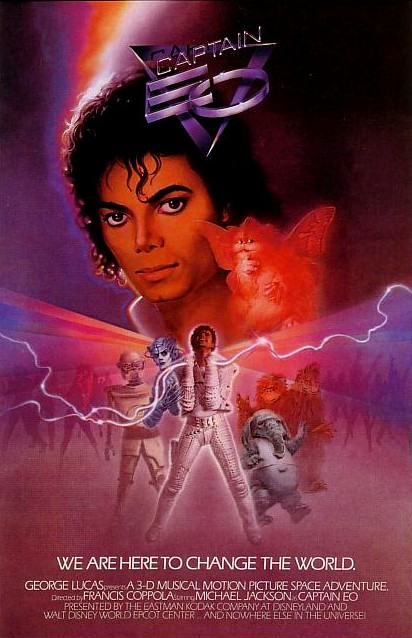 CAPTAIN
EO
WE ARE HERE TO CHANGE THE WORLD.
GEORGE LUCAS presents A 3-D MUSICAL MOTION PICTURE SPACE ADVENTURE.
Directed by FRANCIS COPPOLA Starring MICHAEL JACKSON as CAPTAIN EO
PRESENTED BY THE EASTMAN KODAK COMPANY AT DISNEYLAND AND
WALT DISNEY WORLD EPCOT CENTER... AND NOWHERE ELSE IN THE UNIVERSE!